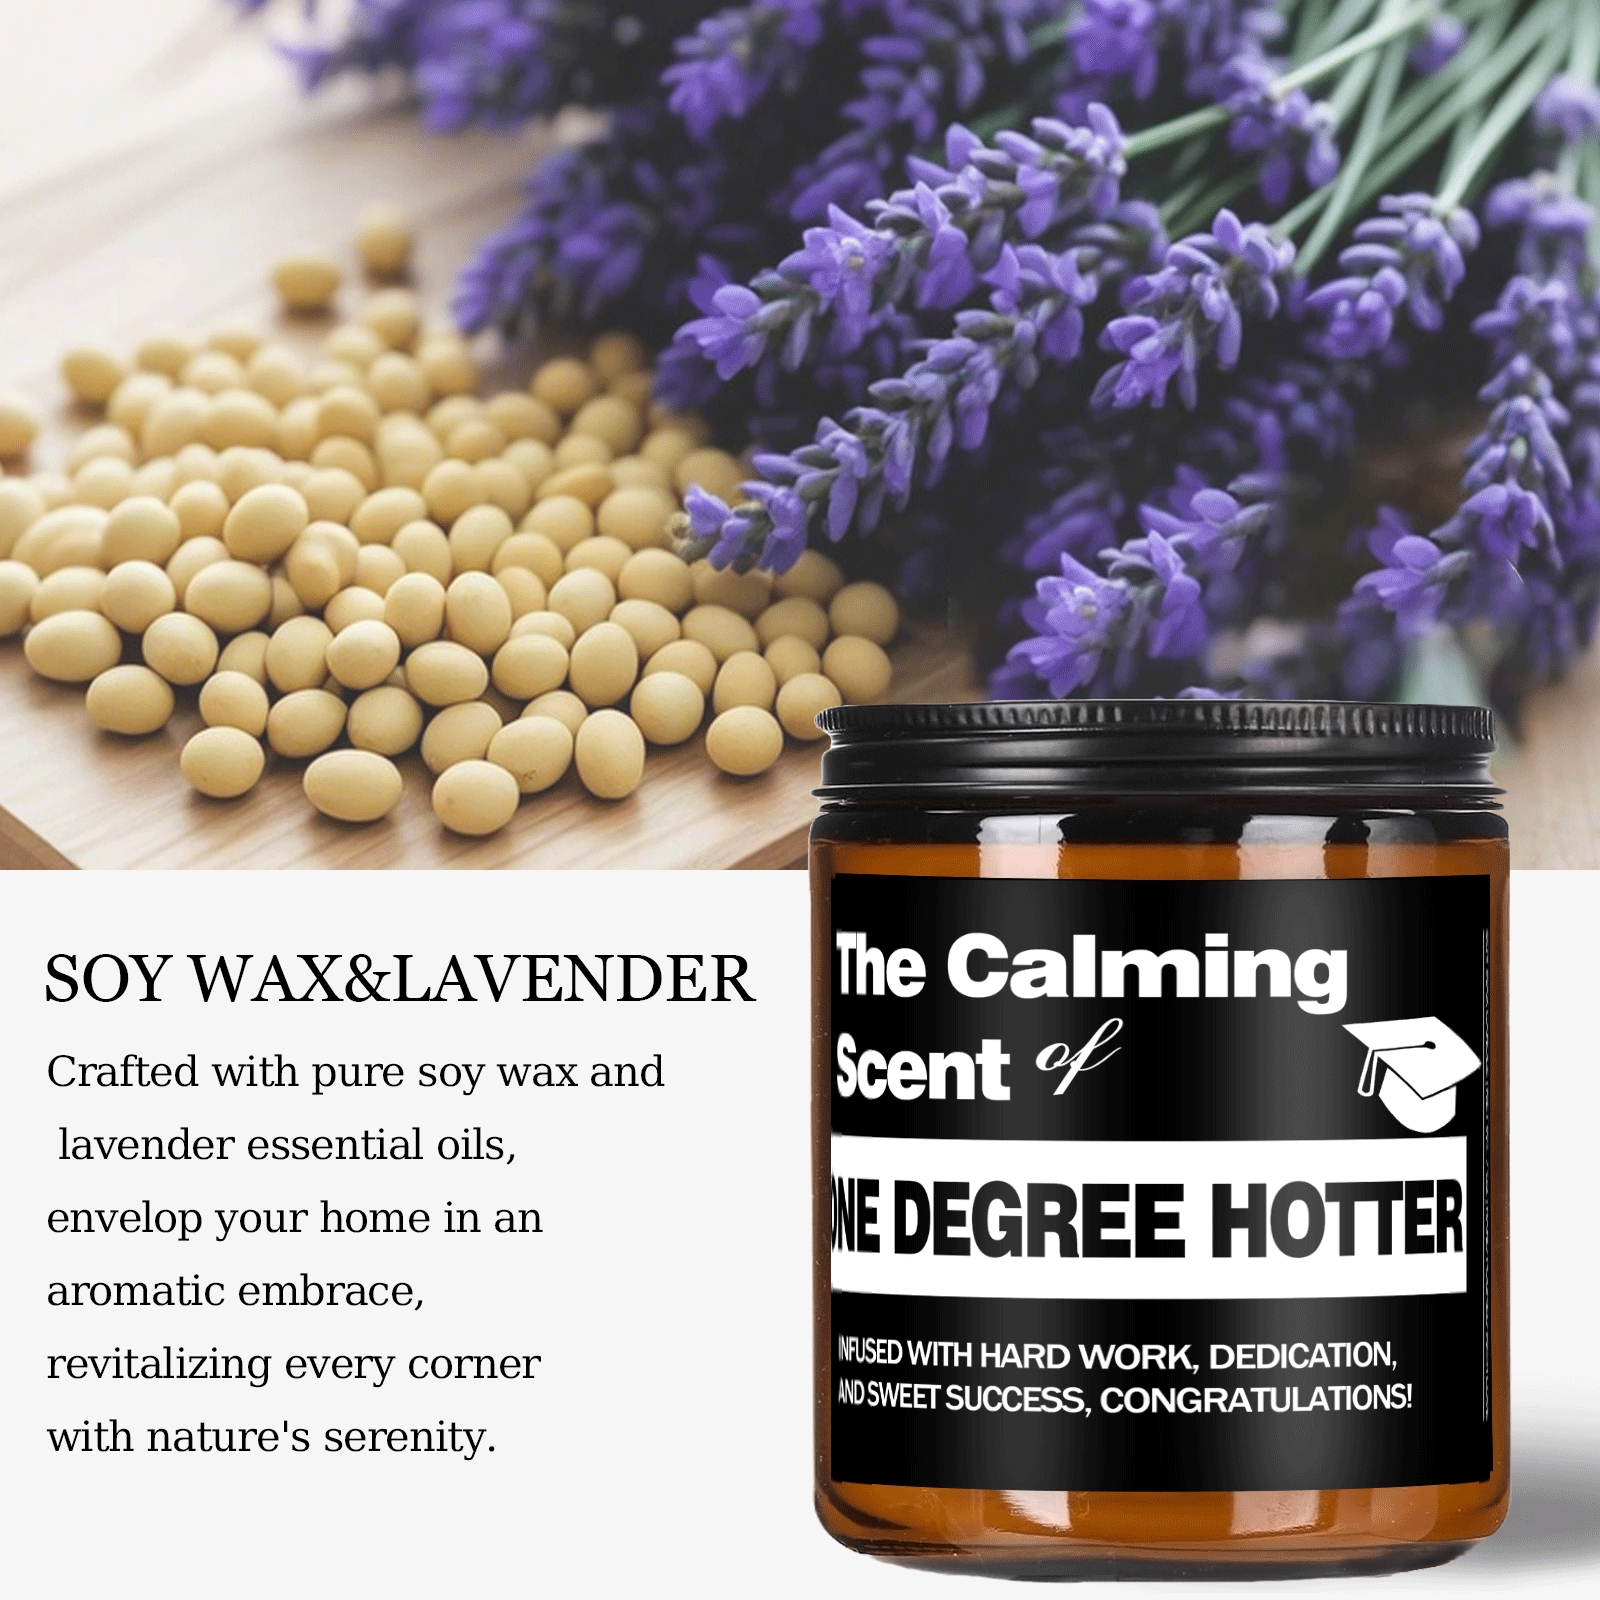 SOY WAX&LAVENDER
Crafted with pure soy wax and
lavender essential oils,
envelop your home in an
aromatic embrace,
revitalizing every corner
with nature's serenity.
The Calming
Scent of
ONE DEGREE HOTTER
INFUSED WITH HARD WORK, DEDICATION,
AND SWEET SUCCESS, CONGRATULATIONS!